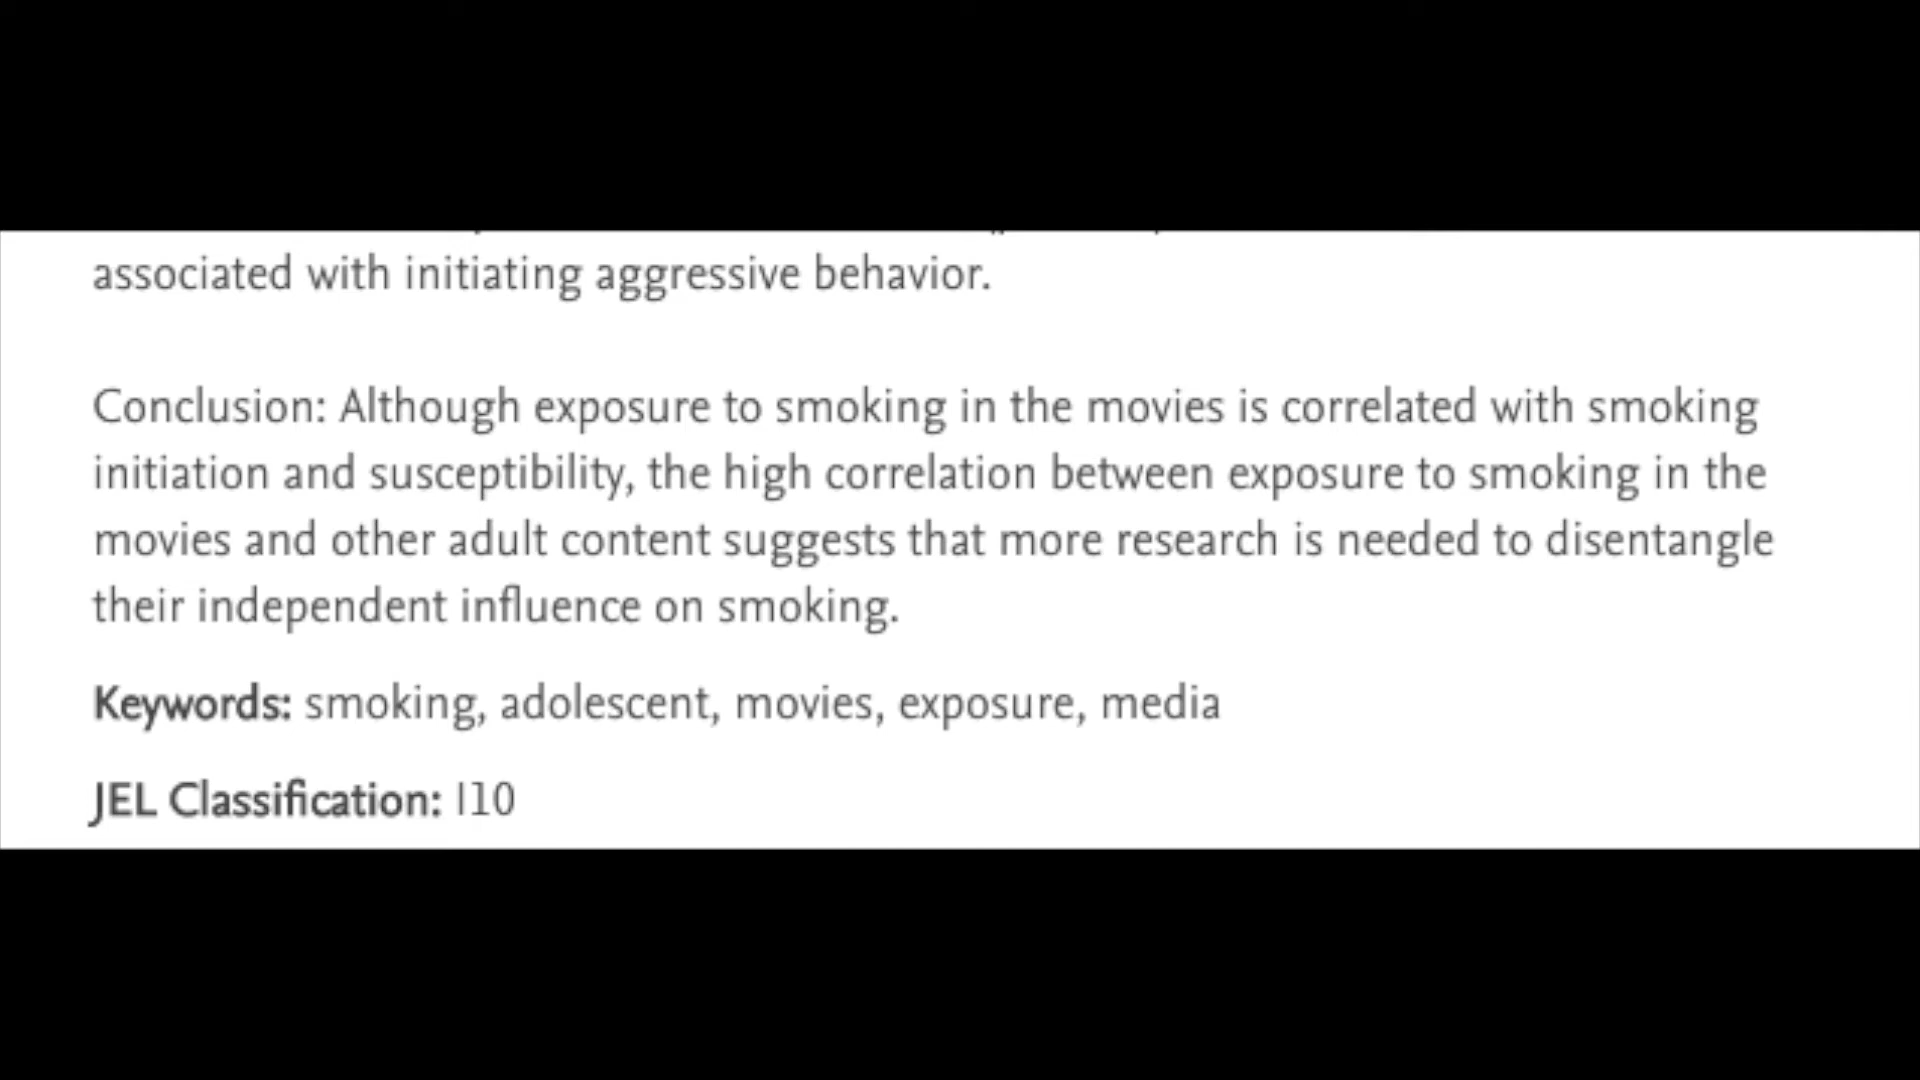 associated with initiating aggressive behavior.
Conclusion: Although exposure to smoking in the movies is correlated with smoking
initiation and susceptibility, the high correlation between exposure to smoking in the
movies and other adult content suggests that more research is needed to disentangle
their independent influence on smoking.
Keywords: smoking, adolescent, movies, exposure, media
JEL Classification: I10